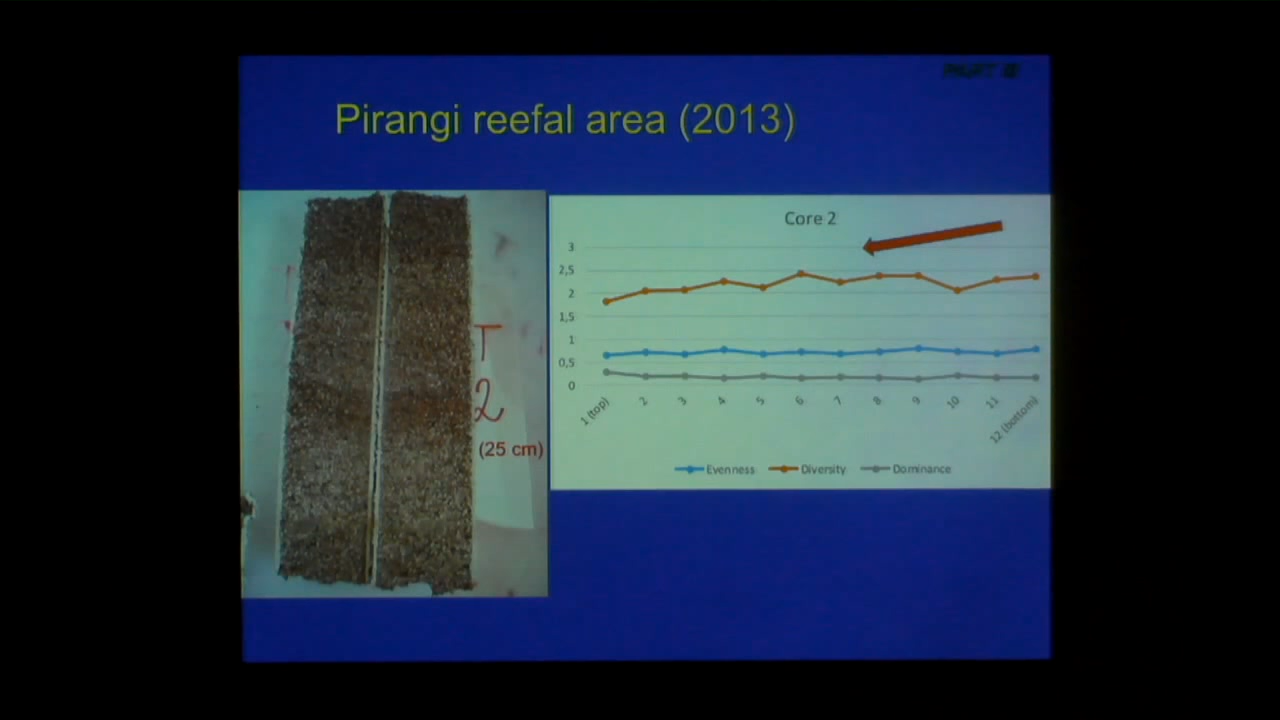 Pirangi reefal area (2013)
T
2
(25 cm)
Core 2
3
2,5
2
1,5
1
0,5
0
1 (top)
2
3
4
5
6
7
8
9
10
11
12 (bottom)
Evenness
Diversity
Dominance